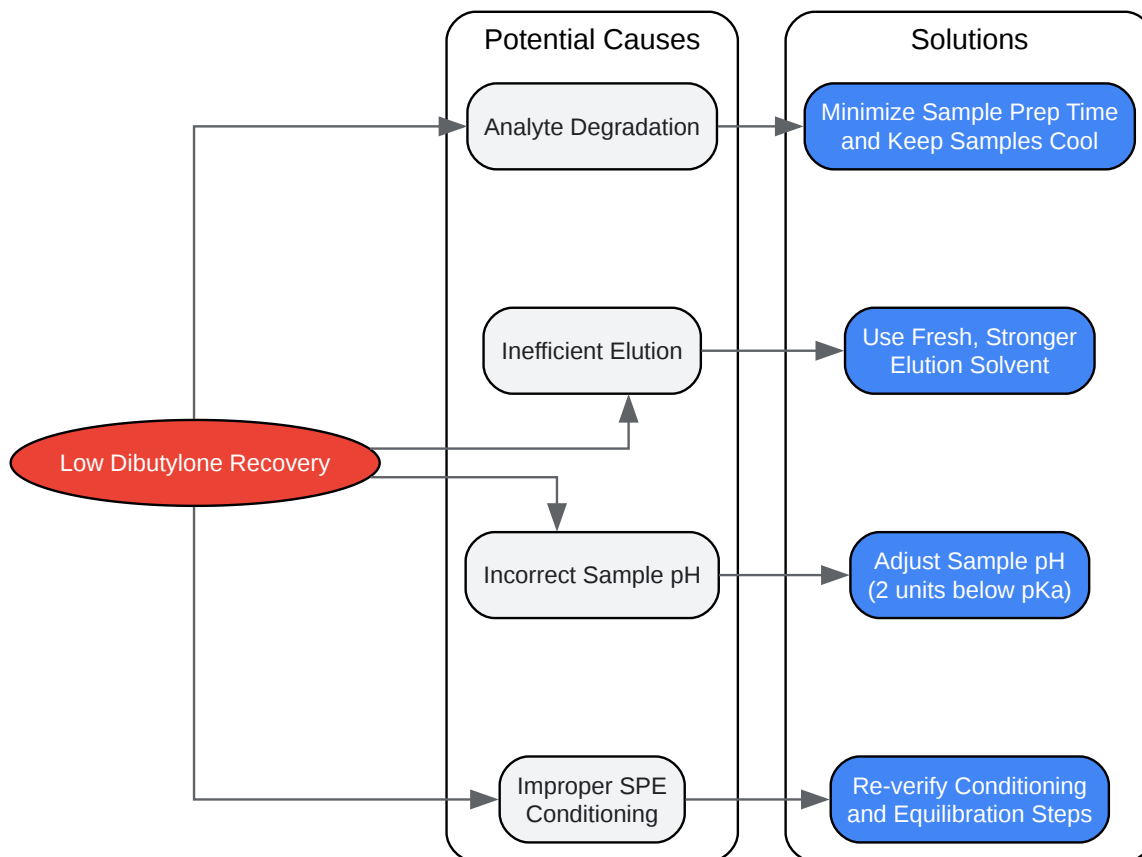 Potential Causes
Solutions
Analyte Degradation
Minimize Sample Prep Time
and Keep Samples Cool
Inefficient Elution
Use Fresh, Stronger
Elution Solvent
Low Dibutylone Recovery
Incorrect Sample pH
Adjust Sample pH
(2 units below pKa)
Improper SPE
Conditioning
Re-verify Conditioning
and Equilibration Steps